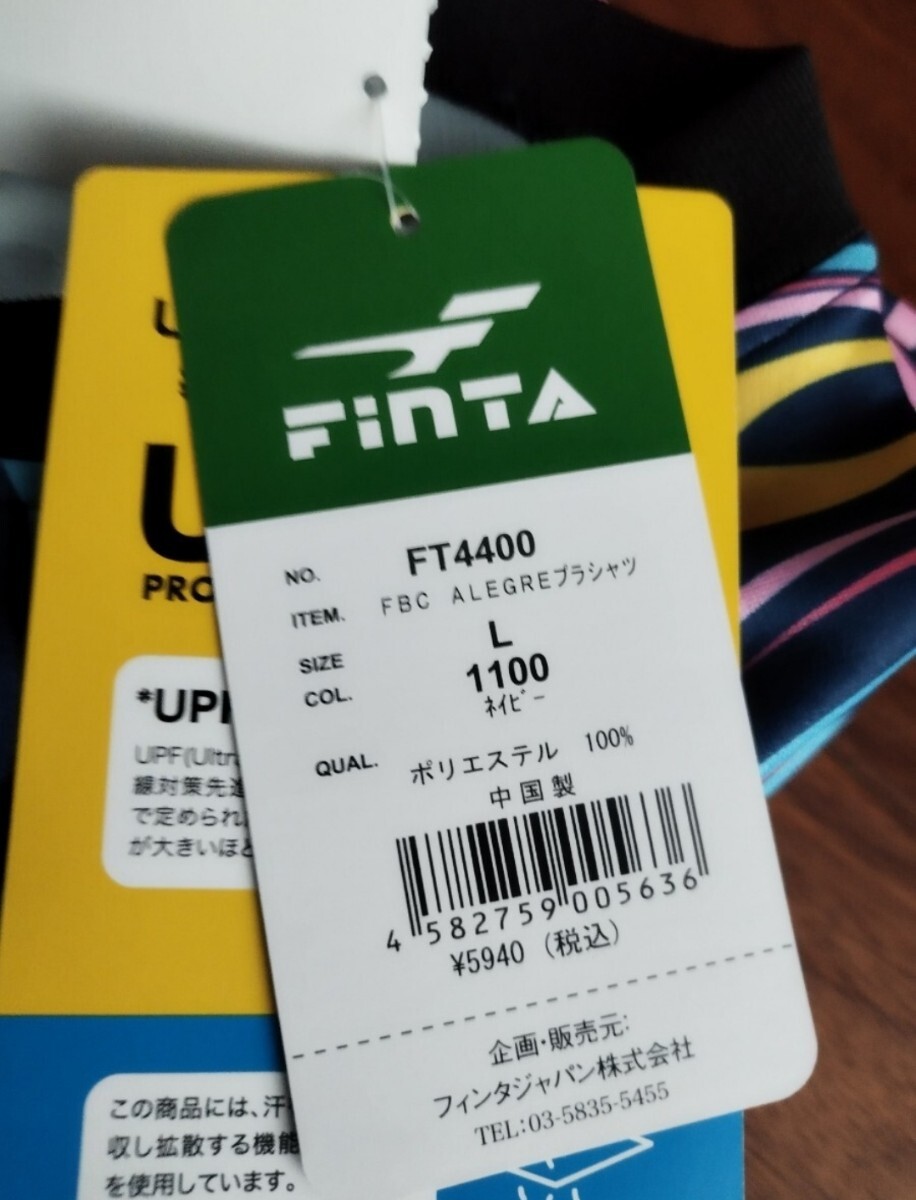 FINTA
NO. FT4400
ITEM. FBC ALEGREプラシャツ
SIZE L
COL. 1100
ﾈｲﾋﾞｰ
QUAL. ポリエステル 100%
中国製
4 582759 005636
¥5940 (税込)
企画・販売元:
フィンタジャパン株式会社
TEL:03-5835-5455
PRO
*UPF
UPF(Ultr
線対策先進
で定められ
が大きいほど
この商品には、汗
収し拡散する機能
を使用しています。